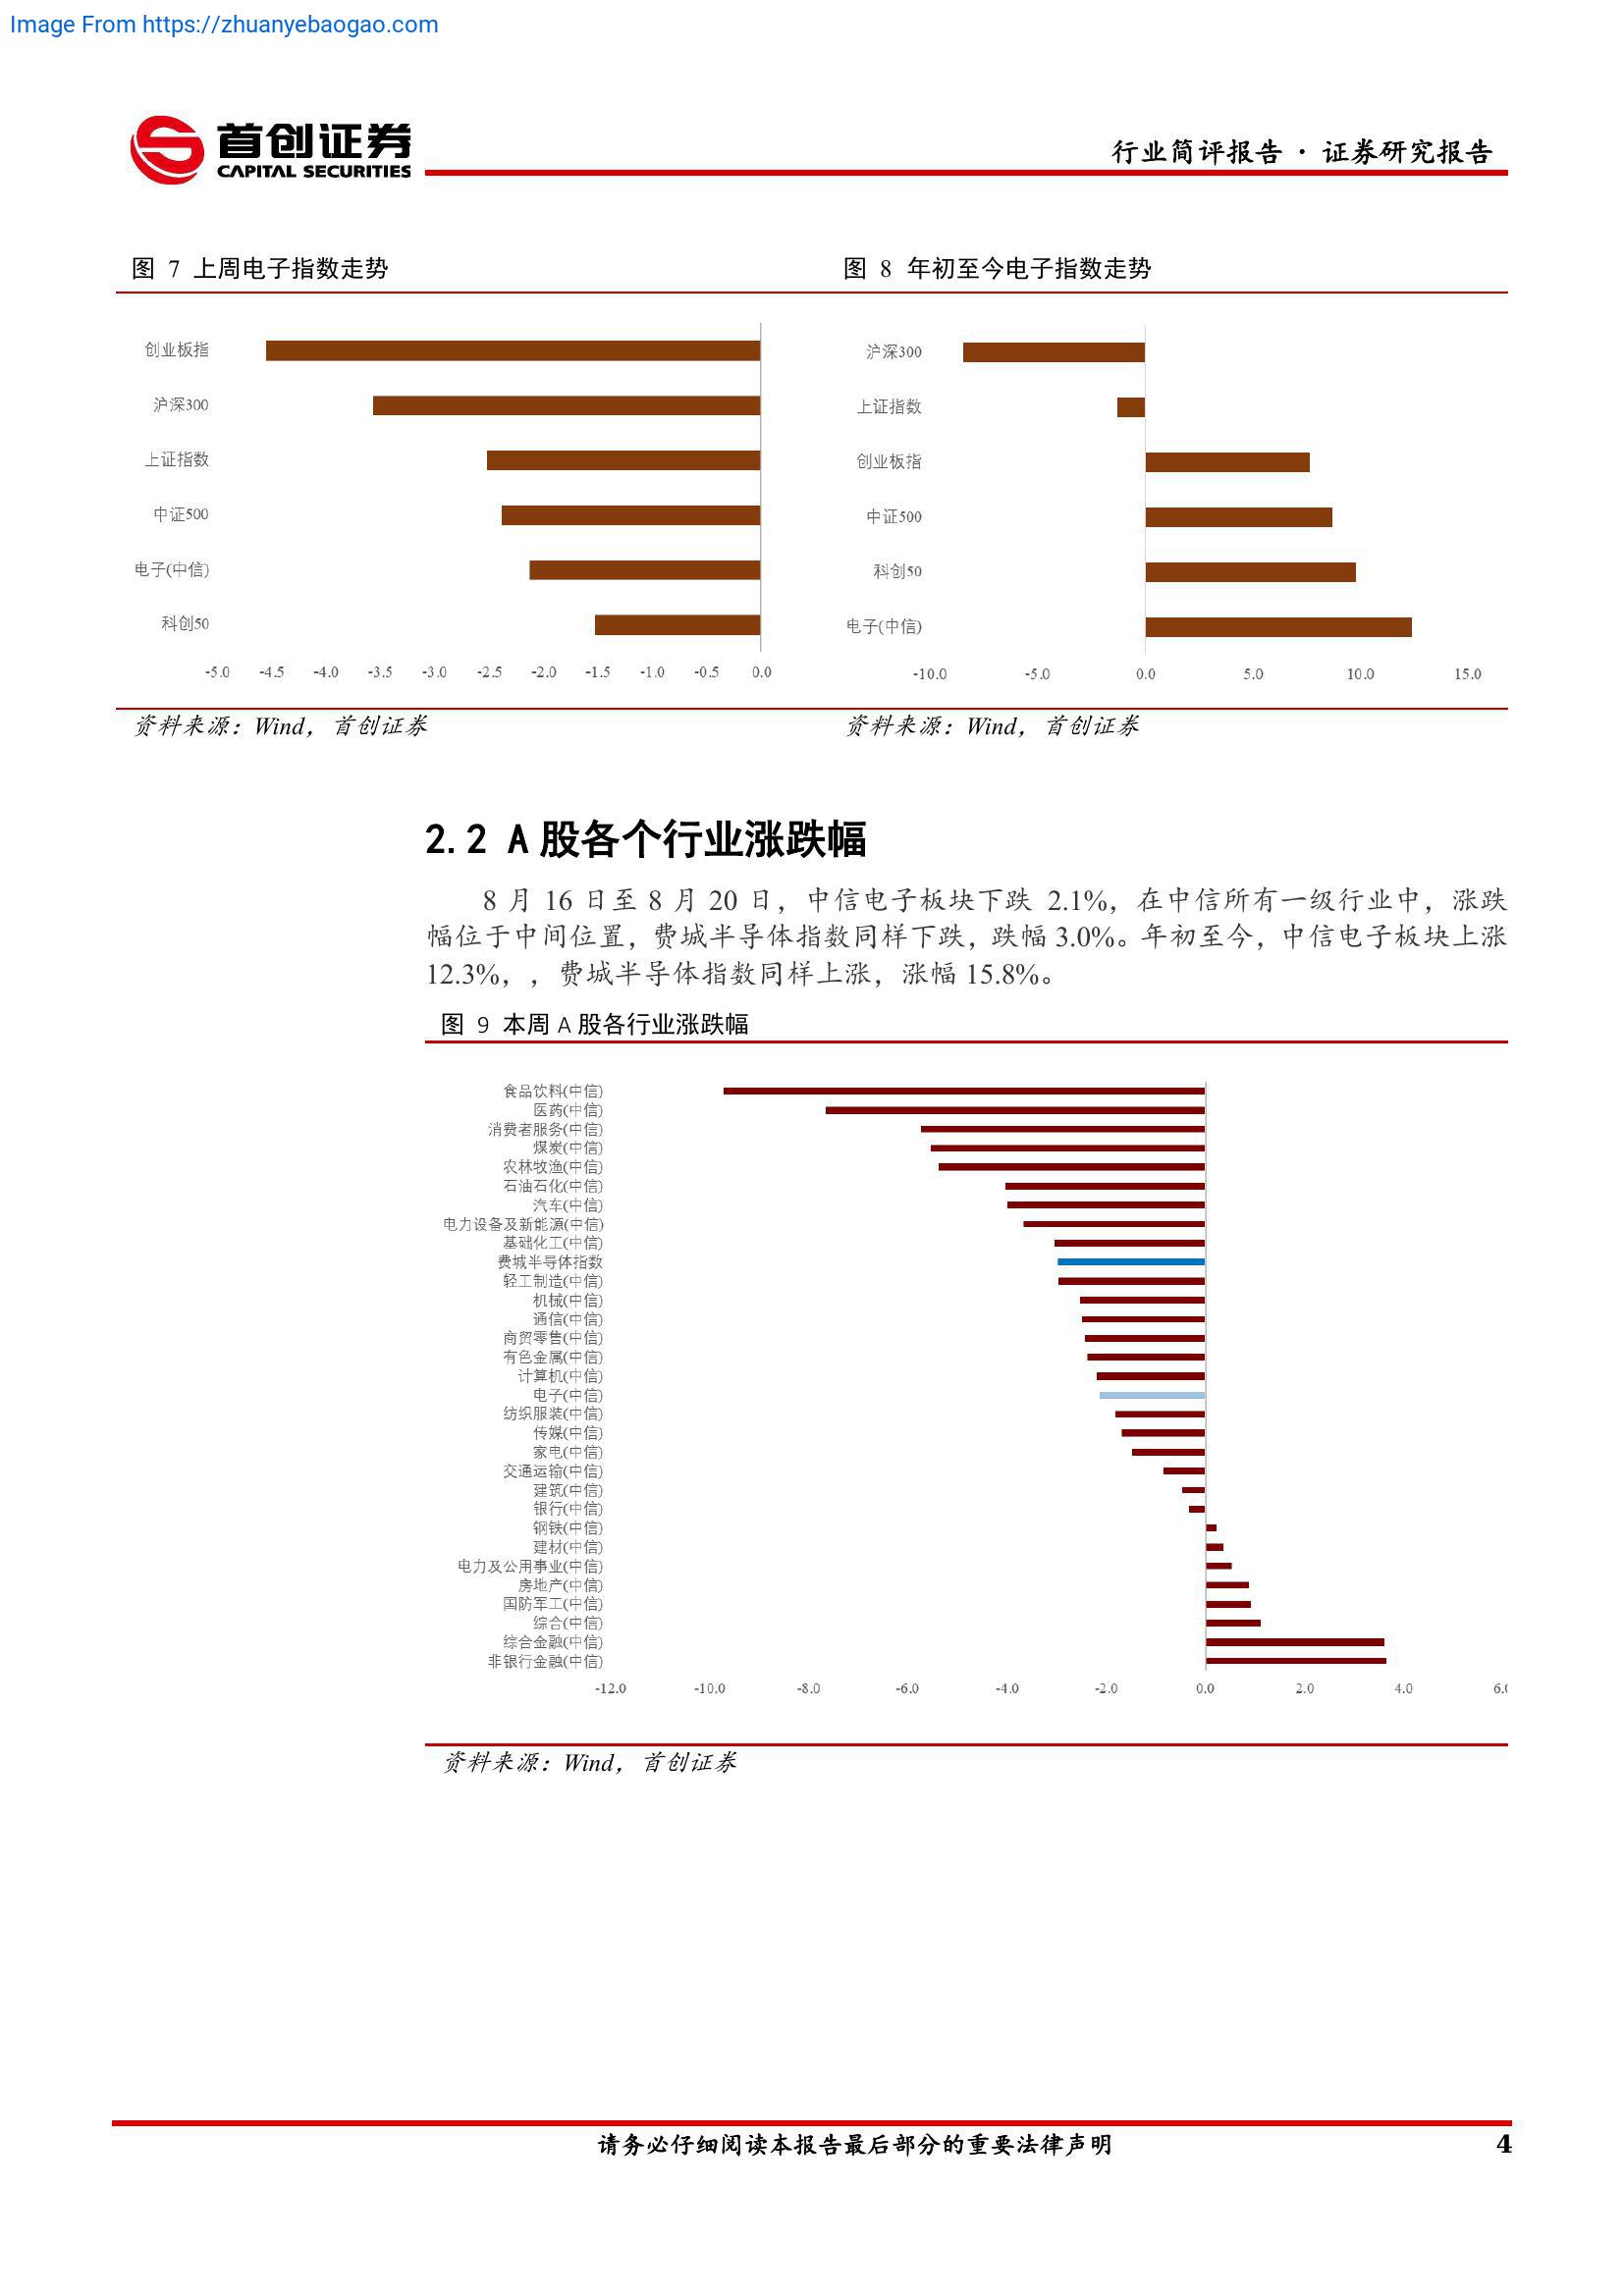 Image From https://zhuanyebaogao.com
首创证券
CAPITAL SECURITIES
行业简评报告 · 证券研究报告
图 7 上周电子指数走势
创业板指
沪深300
上证指数
中证500
电子(中信)
科创50
-5.0 -4.5 -4.0 -3.5 -3.0 -2.5 -2.0 -1.5 -1.0 -0.5 0.0
资料来源：Wind，首创证券
图 8 年初至今电子指数走势
沪深300
上证指数
创业板指
中证500
科创50
电子(中信)
-10.0 -5.0 0.0 5.0 10.0 15.0
资料来源：Wind，首创证券
2.2 A 股各个行业涨跌幅
8 月 16 日至 8 月 20 日，中信电子板块下跌 2.1%，在中信所有一级行业中，涨跌
幅位于中间位置，费城半导体指数同样下跌，跌幅 3.0%。年初至今，中信电子板块上涨
12.3%，，费城半导体指数同样上涨，涨幅 15.8%。
图 9 本周 A 股各行业涨跌幅
食品饮料(中信)
医药(中信)
消费者服务(中信)
煤炭(中信)
农林牧渔(中信)
石油石化(中信)
汽车(中信)
电力设备及新能源(中信)
基础化工(中信)
费城半导体指数
轻工制造(中信)
机械(中信)
通信(中信)
商贸零售(中信)
有色金属(中信)
计算机(中信)
电子(中信)
纺织服装(中信)
传媒(中信)
家电(中信)
交通运输(中信)
建筑(中信)
银行(中信)
钢铁(中信)
建材(中信)
电力及公用事业(中信)
房地产(中信)
国防军工(中信)
综合(中信)
综合金融(中信)
非银行金融(中信)
-12.0 -10.0 -8.0 -6.0 -4.0 -2.0 0.0 2.0 4.0
资料来源：Wind，首创证券
请务必仔细阅读本报告最后部分的重要法律声明
4